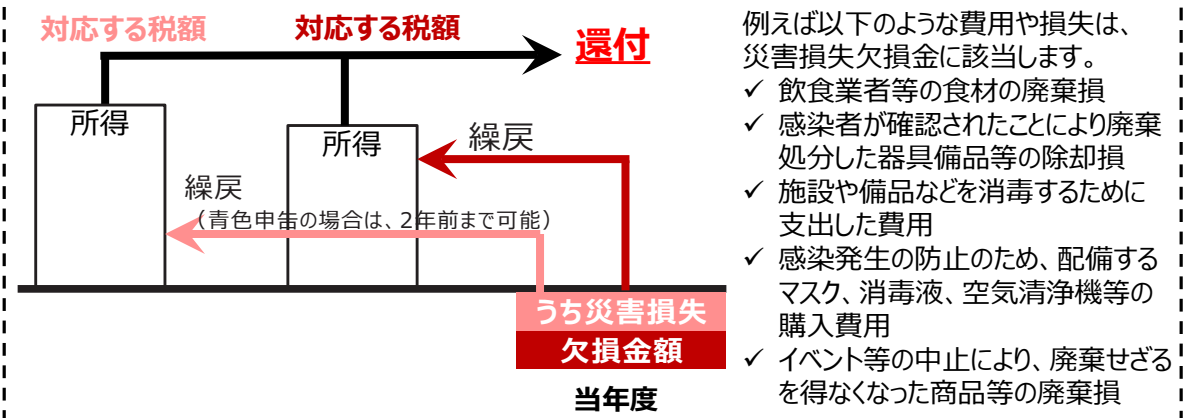 対応する税額
対応する税額
還付
所得
所得
繰戻
繰戻
（青色申告の場合は、2年前まで可能）
うち災害損失
欠損金額
当年度
例えば以下のような費用や損失は、
災害損失欠損金に該当します。
✓ 飲食業者等の食材の廃棄損
✓ 感染者が確認されたことにより廃棄
処分した器具備品等の除却損
✓ 施設や備品などを消毒するために
支出した費用
✓ 感染発生の防止のため、配備する
マスク、消毒液、空気清浄機等の
購入費用
✓ イベント等の中止により、廃棄せざる
を得なくなった商品等の廃棄損